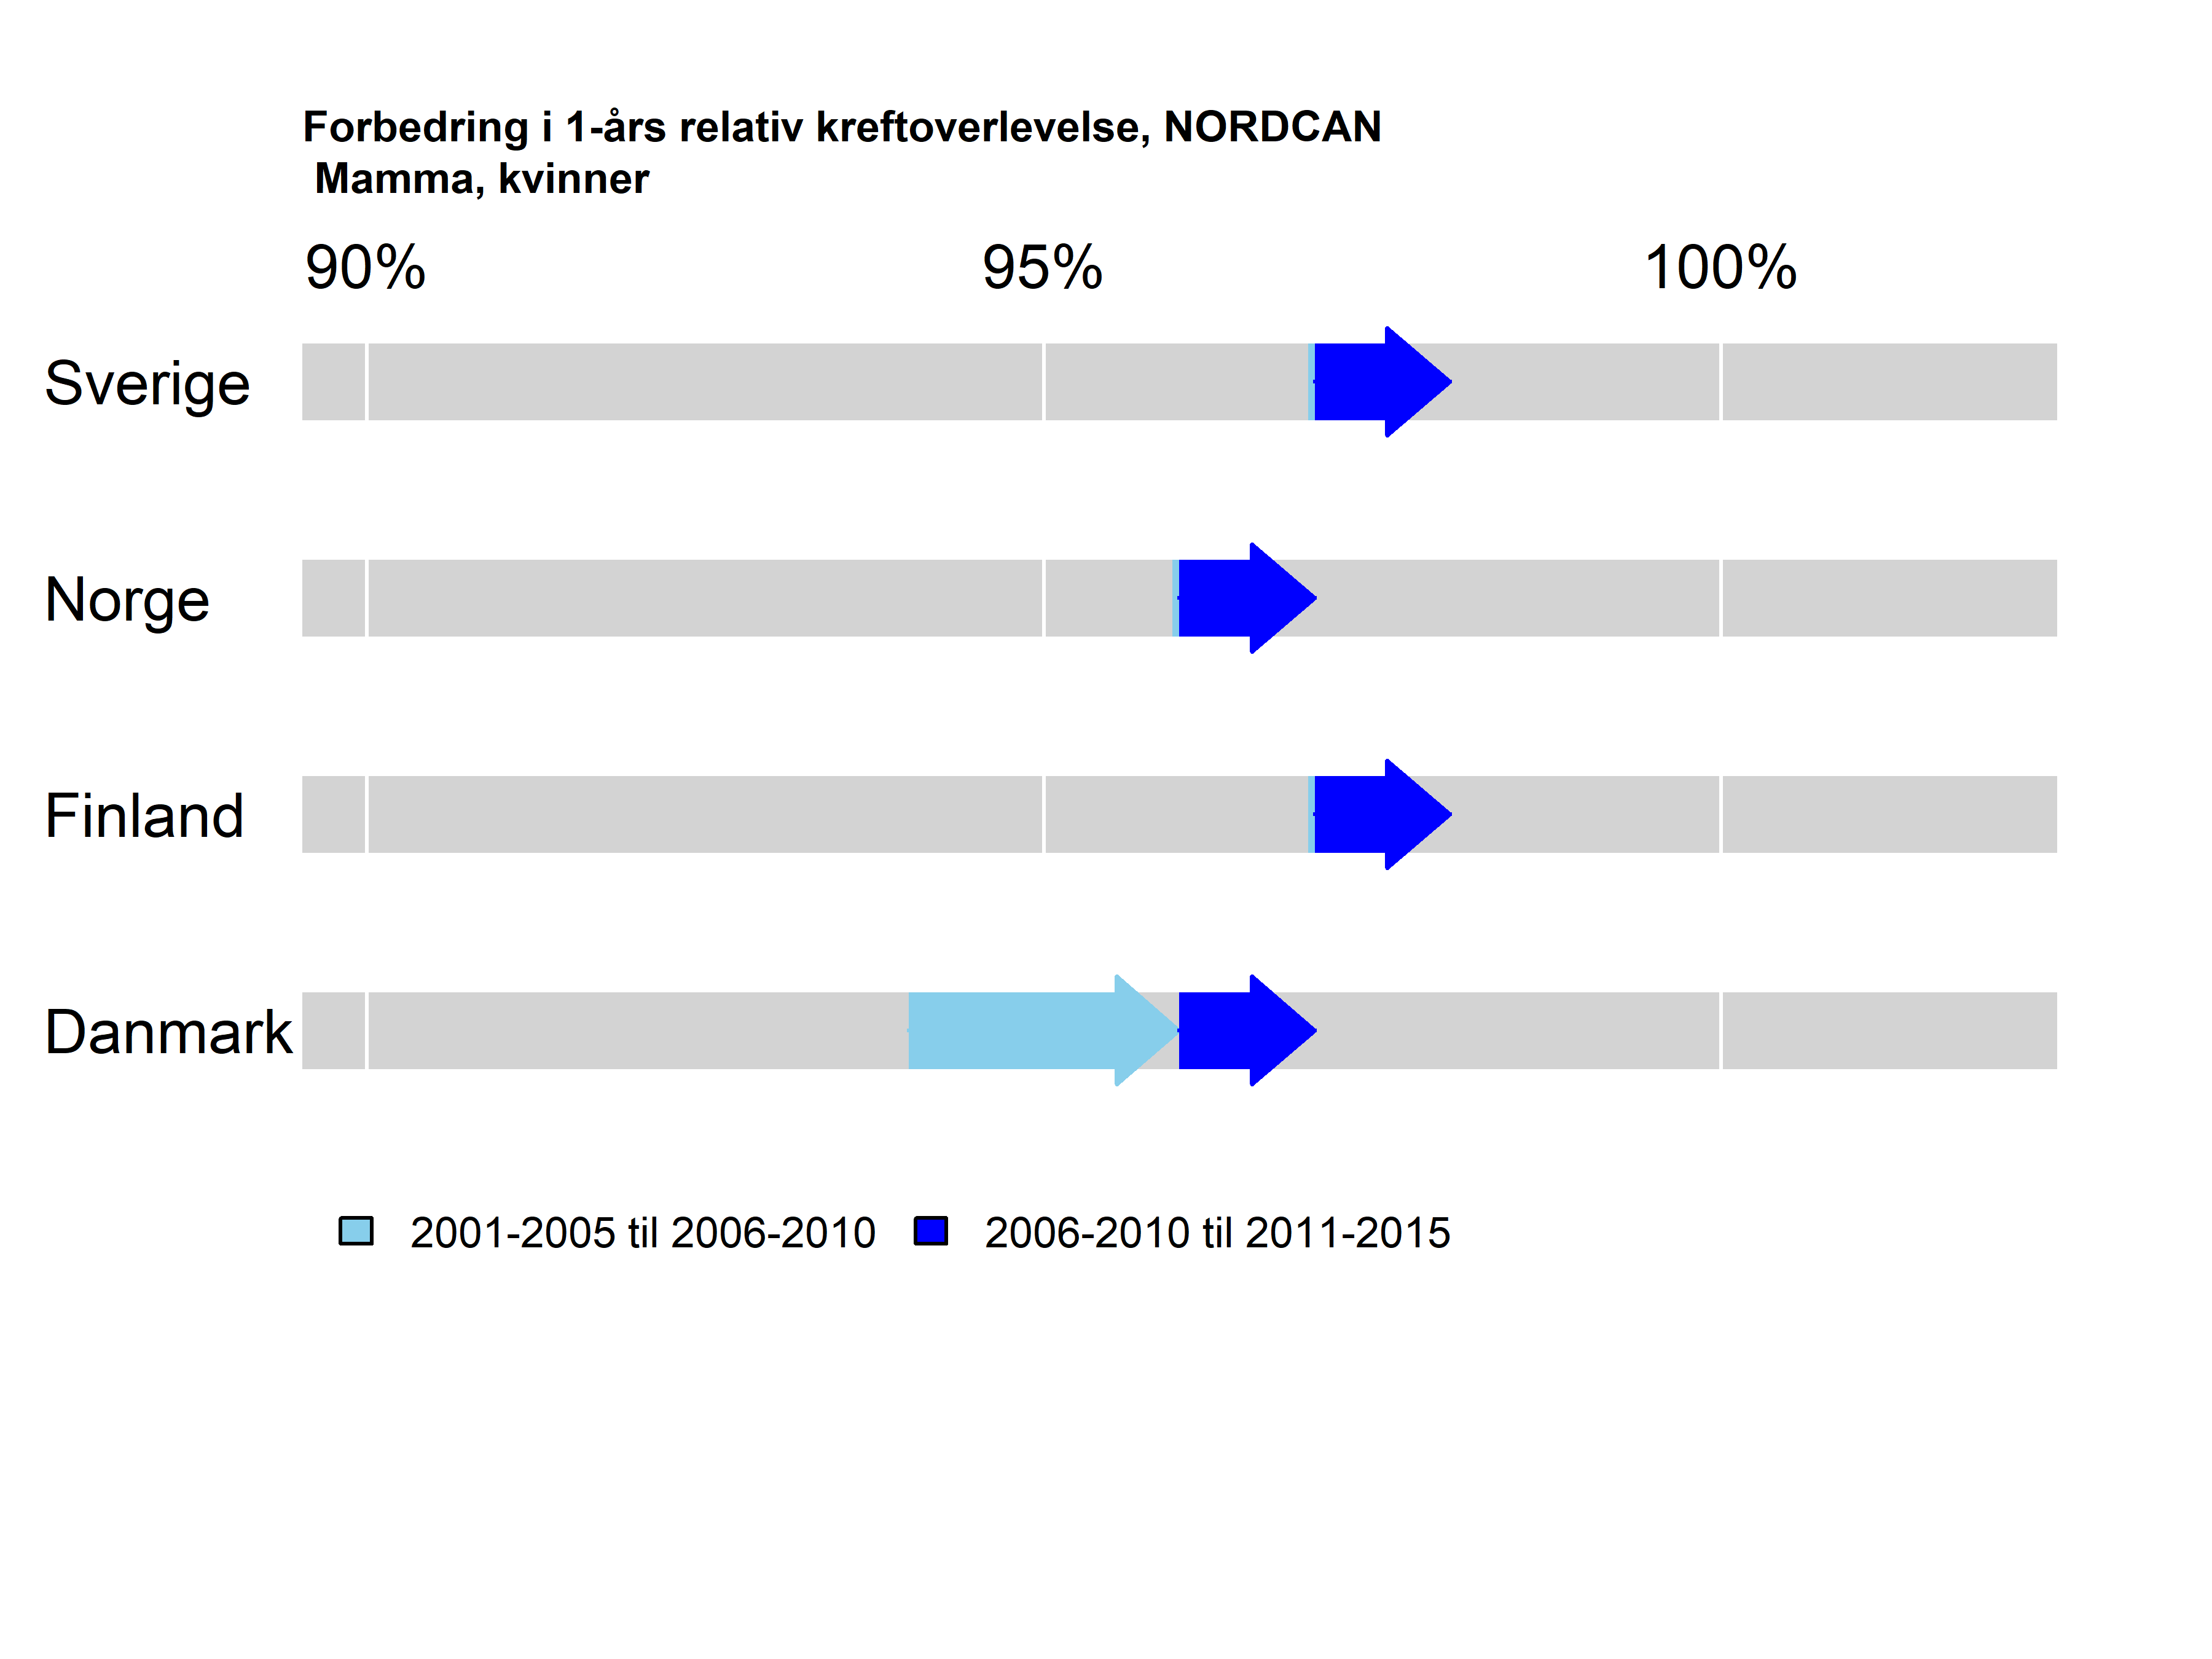 Forbedring i 1-års relativ kreftoverlevelse, NORDCAN
Mamma, kvinner
90% 95% 100%
Sverige
Norge
Finland
Danmark
2001-2005 til 2006-2010 2006-2010 til 2011-2015